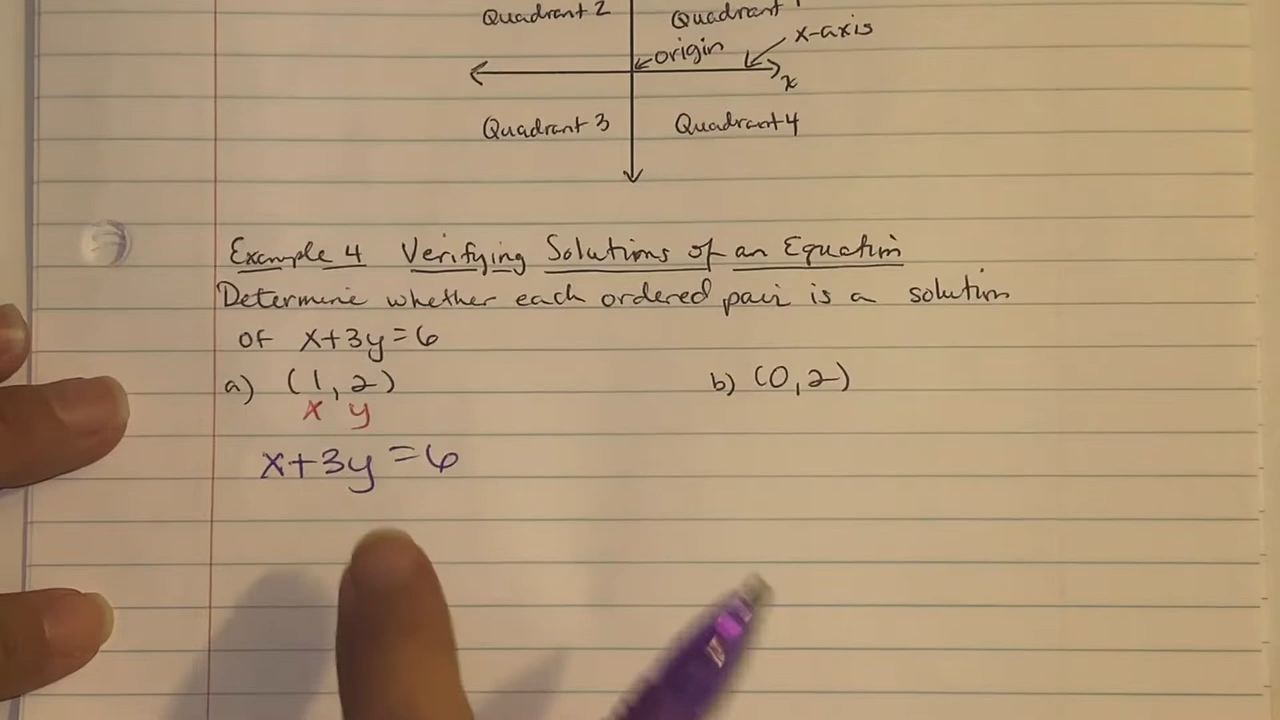 Quadrant 2 Quadrant 1
origin x-axis
x
Quadrant 3 Quadrant 4
Example 4 Verifying Solutions of an Equation
Determine whether each ordered pair is a solution
of x+3y=6
a) (1, 2) b) (0, 2)
x y
x+3y=6